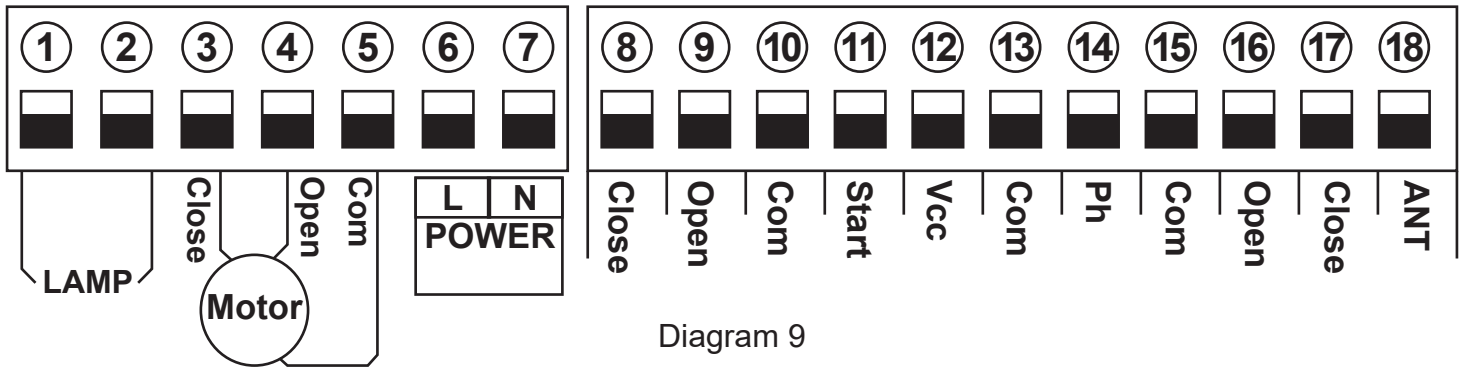 1 2 3 4 5 6 7 8 9 10 11 12 13 14 15 16 17 18
Close Open Com L N Close Open Com Start Vcc Com Ph Com Open Close ANT
POWER
LAMP
Motor
Diagram 9